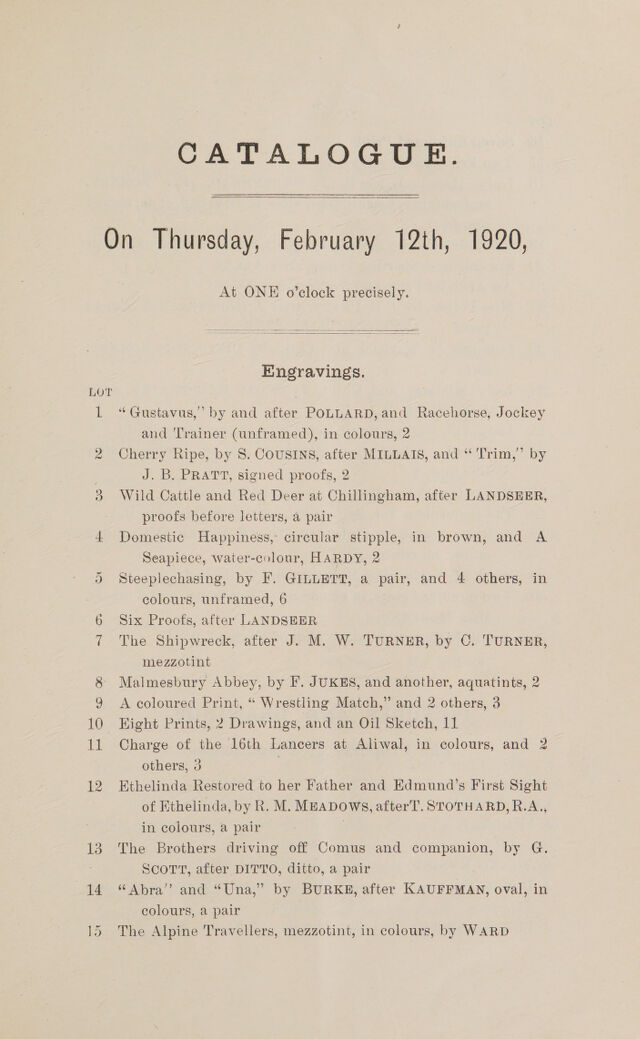 CATALOGUE.
On Thursday, February 12th, 1920,
At ONE o'clock precisely.
Engravings.
LOT
1 “Gustavus,” by and after POLLARD, and Racehorse, Jockey
and Trainer (unframed), in colours, 2
2 Cherry Ripe, by S. COUSINS, after MILLAIS, and “Trim,” by
J. B. PRATT, signed proofs, 2
3 Wild Cattle and Red Deer at Chillingham, after LANDSEER,
proofs before letters, a pair
4 Domestic Happiness, circular stipple, in brown, and A
Seapiece, water-colour, HARDY, 2
5 Steeplechasing, by F. GILLETT, a pair, and 4 others, in
colours, unframed, 6
6 Six Proofs, after LANDSEER
7 The Shipwreck, after J. M. W. TURNER, by C. TURNER,
mezzotint
8 Malmesbury Abbey, by F. JUKES, and another, aquatints, 2
9 A coloured Print, “Wrestling Match,” and 2 others, 3
10 Eight Prints, 2 Drawings, and an Oil Sketch, 11
11 Charge of the 16th Lancers at Aliwal, in colours, and 2
others, 3
12 Ethelinda Restored to her Father and Edmund's First Sight
of Ethelinda, by R. M. MEADOWS, after T. STOTHARD, R.A.,
in colours, a pair
13 The Brothers driving off Comus and companion, by G.
SCOTT, after DITTO, ditto, a pair
14 “Abra” and “Una,” by BURKE, after KAUFFMAN, oval, in
colours, a pair
15 The Alpine Travellers, mezzotint, in colours, by WARD